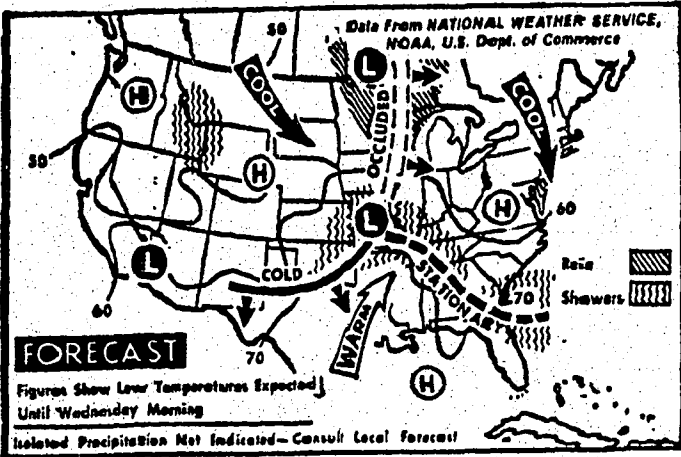 Data From NATIONAL WEATHER SERVICE,
NOAA, U.S. Dept. of Commerce
50
L
COOL
H
COOL
OCCLUDED
50
H
H
60
L
L
Rain
COLD
STATIONARY
70
Showers
60
WARM
70
H
FORECAST
Figures Show Low Temperatures Expected
Until Wednesday Morning
Isolated Precipitation Not Indicated—Consult Local Forecast